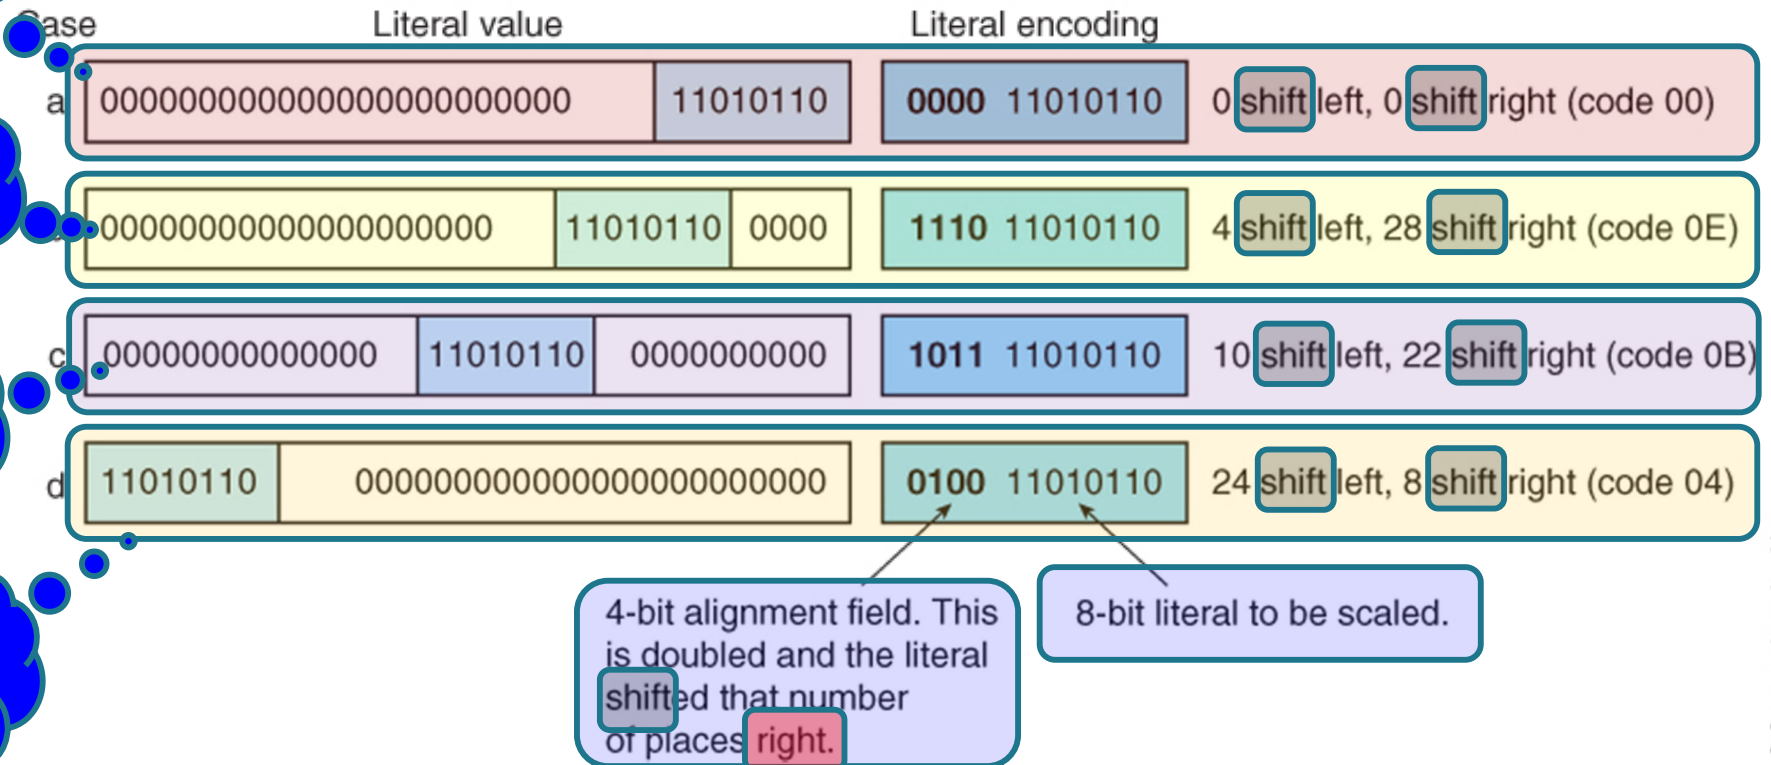 Case Literal value Literal encoding
a 000000000000000000000000 11010110 0000 11010110 0 shift left, 0 shift right (code 00)
00000000000000000000 11010110 0000 1110 11010110 4 shift left, 28 shift right (code 0E)
c 00000000000000 11010110 0000000000 1011 11010110 10 shift left, 22 shift right (code 0B)
d 11010110 000000000000000000000000 0100 11010110 24 shift left, 8 shift right (code 04)
4-bit alignment field. This
is doubled and the literal
shifted that number
of places right.
8-bit literal to be scaled.